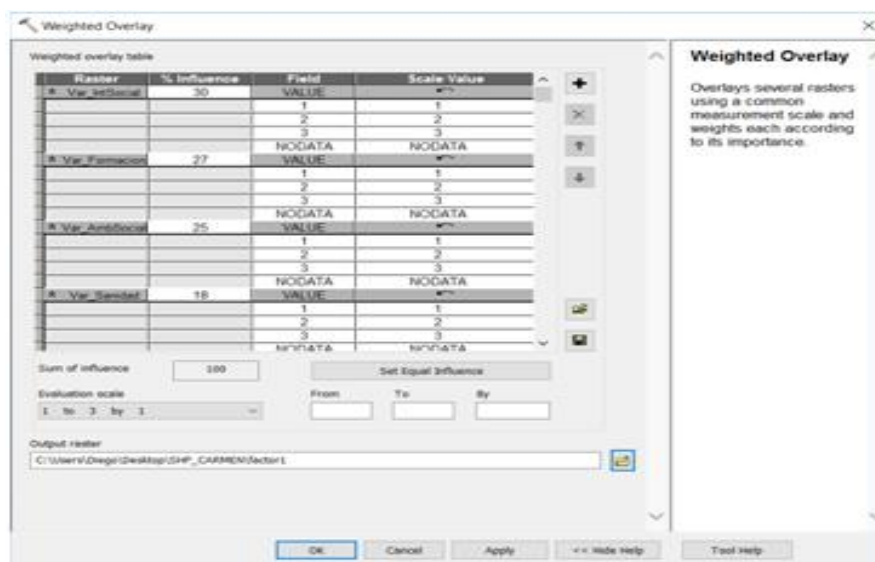 Weighted Overlay
Weighted overlay table
Raster % Influence Field Scale Value
Var_IntSocial 30 VALUE
1 1
2 2
3 3
NODATA NODATA
Var_Formacion 27 VALUE
1 1
2 2
3 3
NODATA NODATA
Var_AmbSocial 25 VALUE
1 1
2 2
3 3
NODATA NODATA
Var_Sanidad 18 VALUE
1 1
2 2
3 3
NODATA NODATA
Sum of influence 100 Set Equal Influence
Evaluation scale From To By
1 to 3 by 1
Output raster
C:\Users\Diego\Desktop\SHP_CARMEN\factor1
OK Cancel Apply << Hide Help Tool Help
Weighted Overlay
Overlays several rasters
using a common
measurement scale and
weights each according
to its importance.